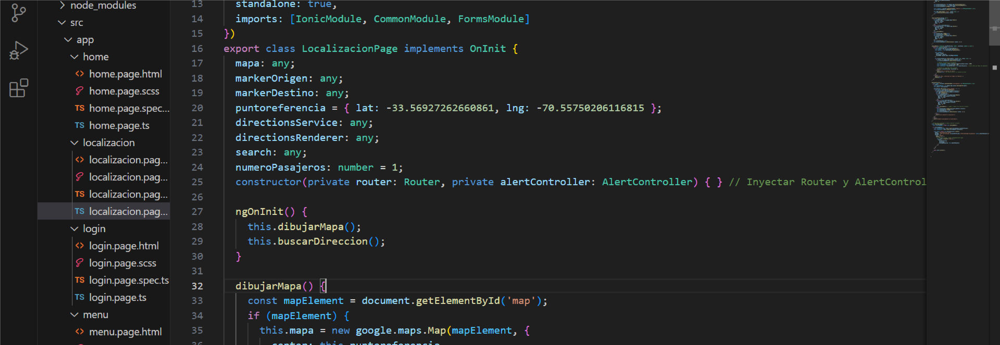 node_modules
src
app
home
home.page.html
home.page.scss
TS home.page.spec...
TS home.page.ts
localizacion
localizacion.pag...
localizacion.pag...
TS localizacion.pag...
TS localizacion.pag...
login
login.page.html
login.page.scss
TS login.page.spec.ts
TS login.page.ts
menu
menu.page.html
13 standalone: true,
14 imports: [IonicModule, CommonModule, FormsModule]
15 })
16 export class LocalizacionPage implements OnInit {
17 mapa: any;
18 markerOrigen: any;
19 markerDestino: any;
20 puntoreferencia = { lat: -33.56927262660861, lng: -70.55750206116815 };
21 directionsService: any;
22 directionsRenderer: any;
23 search: any;
24 numeroPasajeros: number = 1;
25 constructor(private router: Router, private alertController: AlertController) { } // Inyectar Router y AlertControl
26
27 ngOnInit() {
28 this.dibujarMapa();
29 this.buscarDireccion();
30 }
31
32 dibujarMapa() {
33 const mapElement = document.getElementById('map');
34 if (mapElement) {
35 this.mapa = new google.maps.Map(mapElement, {
36 center: this.puntoreferencia